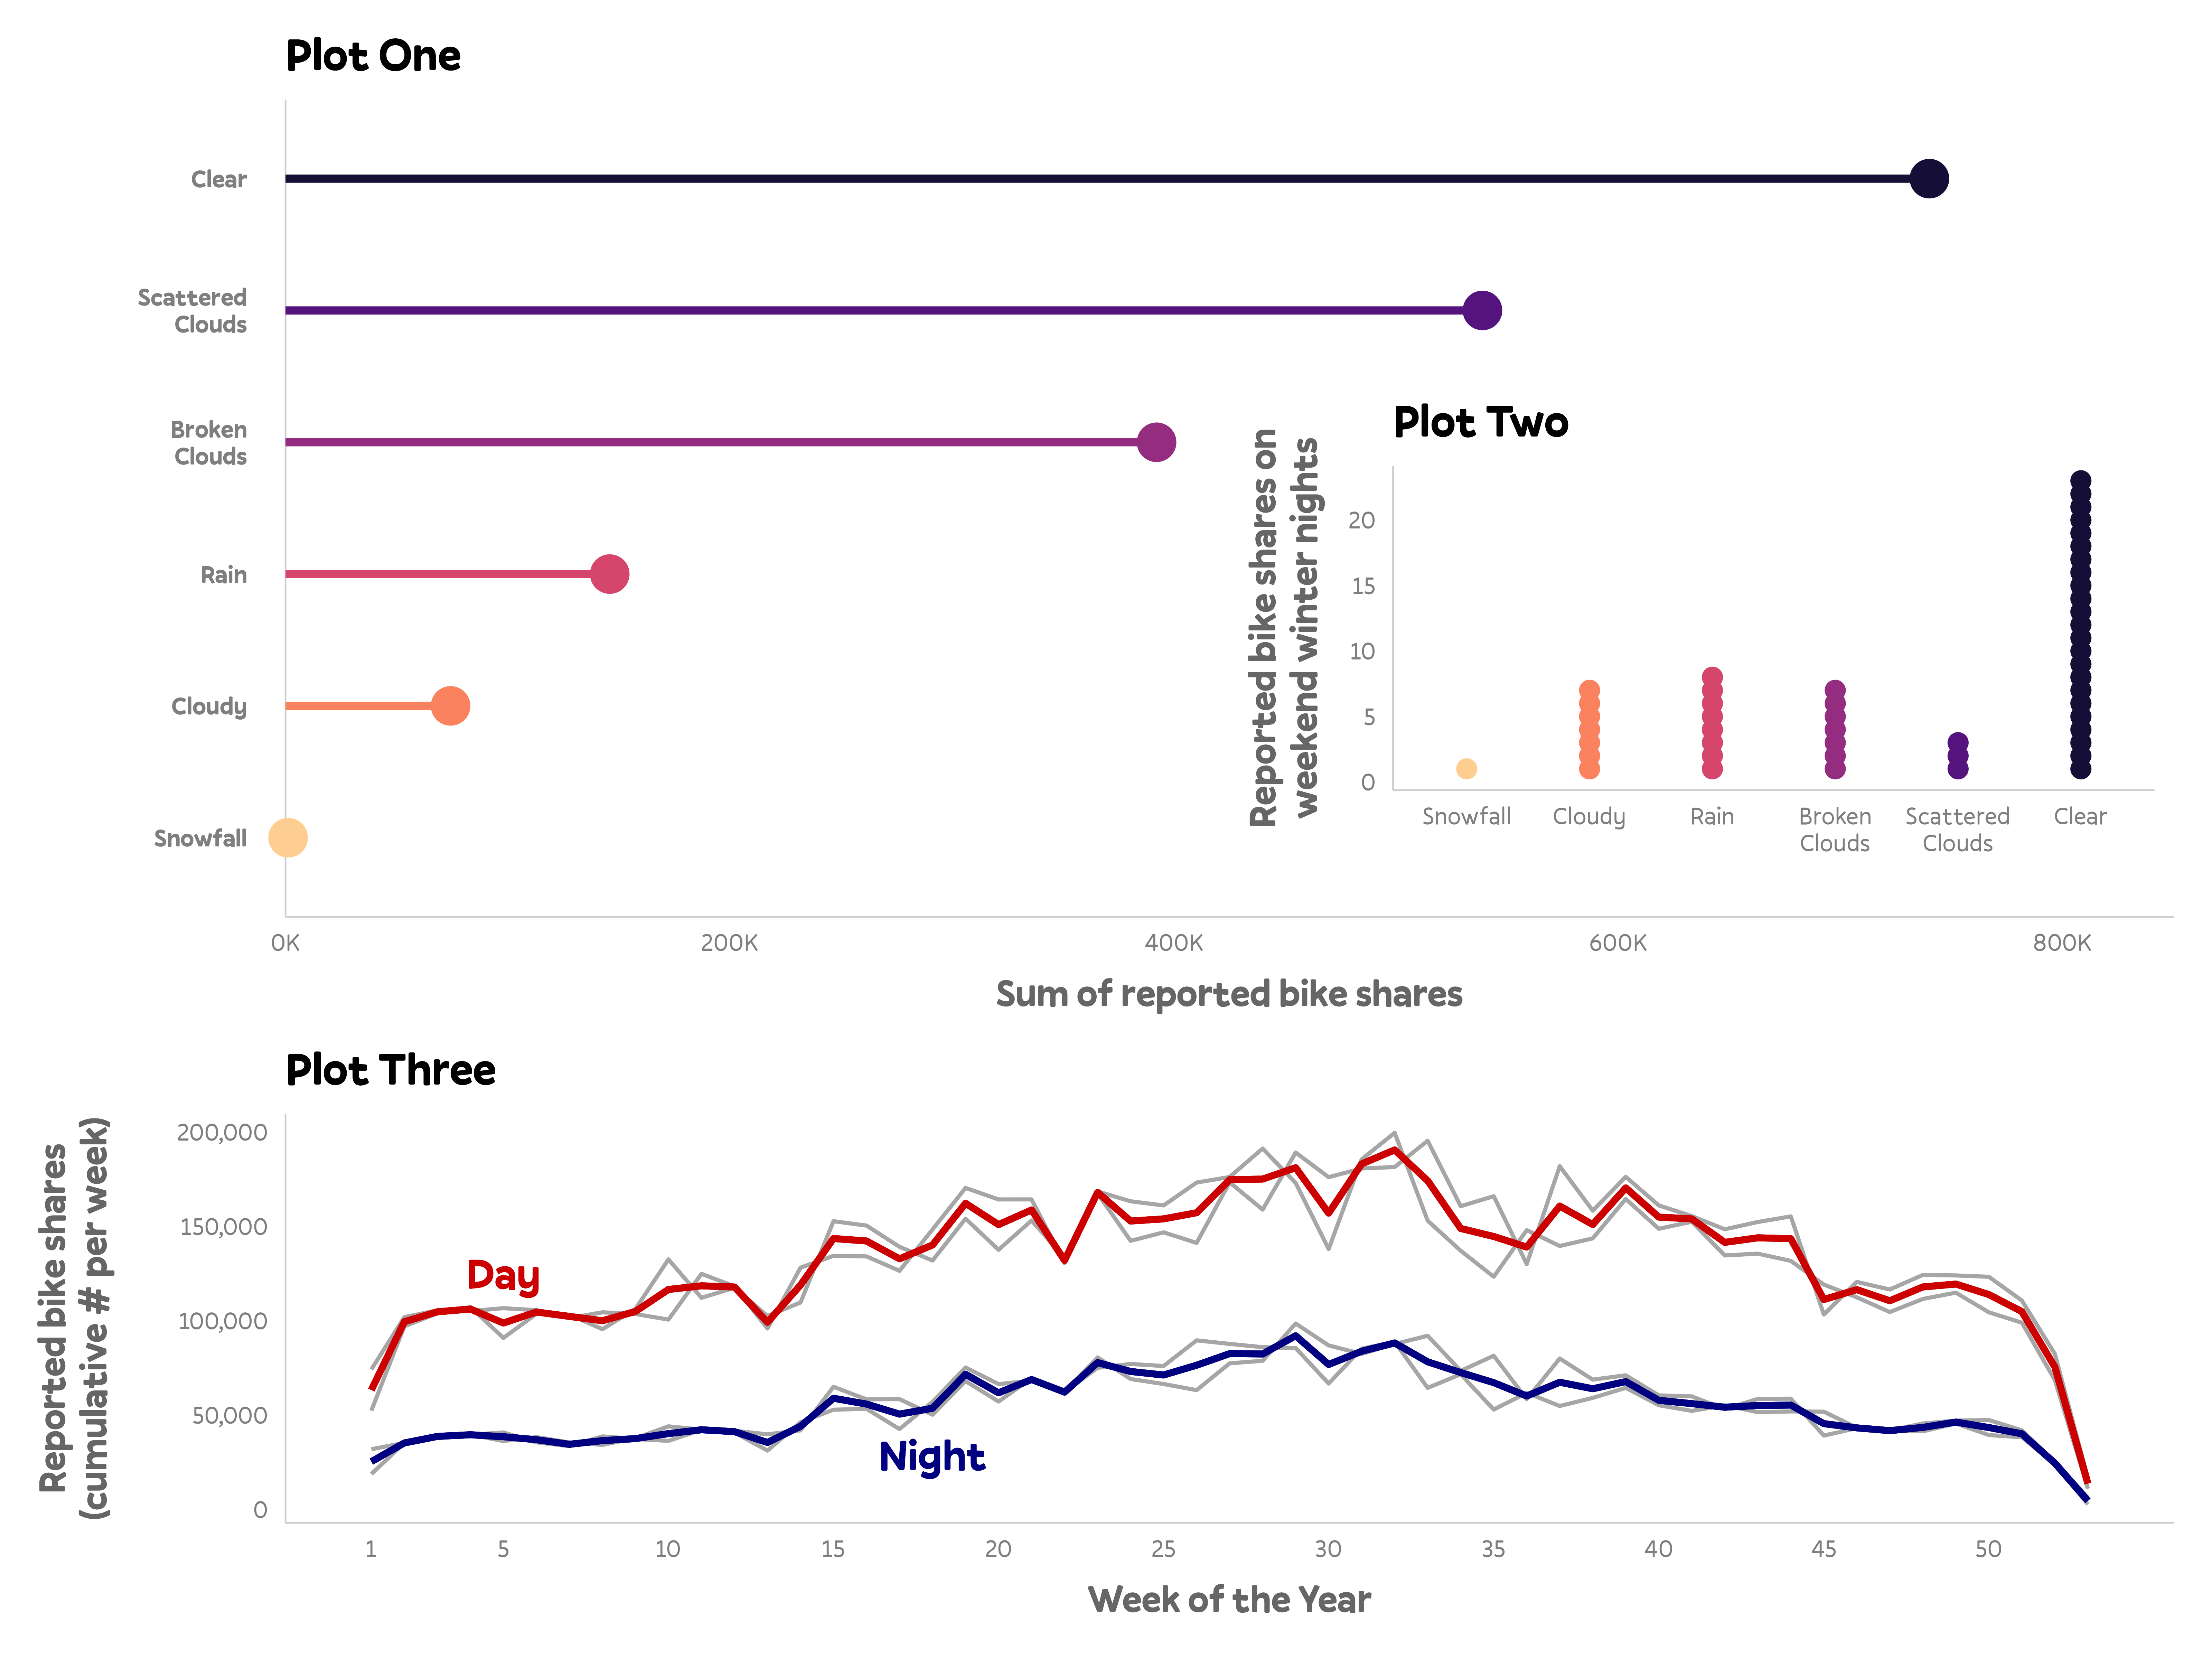 Plot One
Clear
Scattered
Clouds
Broken
Clouds
Rain
Cloudy
Snowfall
0K
200K
400K
600K
800K
Sum of reported bike shares
Plot Two
Reported bike shares on
weekend winter nights
20
15
10
5
0
Snowfall
Cloudy
Rain
Broken
Clouds
Scattered
Clouds
Clear
Plot Three
Reported bike shares
(cumulative # per week)
200,000
150,000
100,000
50,000
0
Day
Night
1
5
10
15
20
25
30
35
40
45
50
Week of the Year